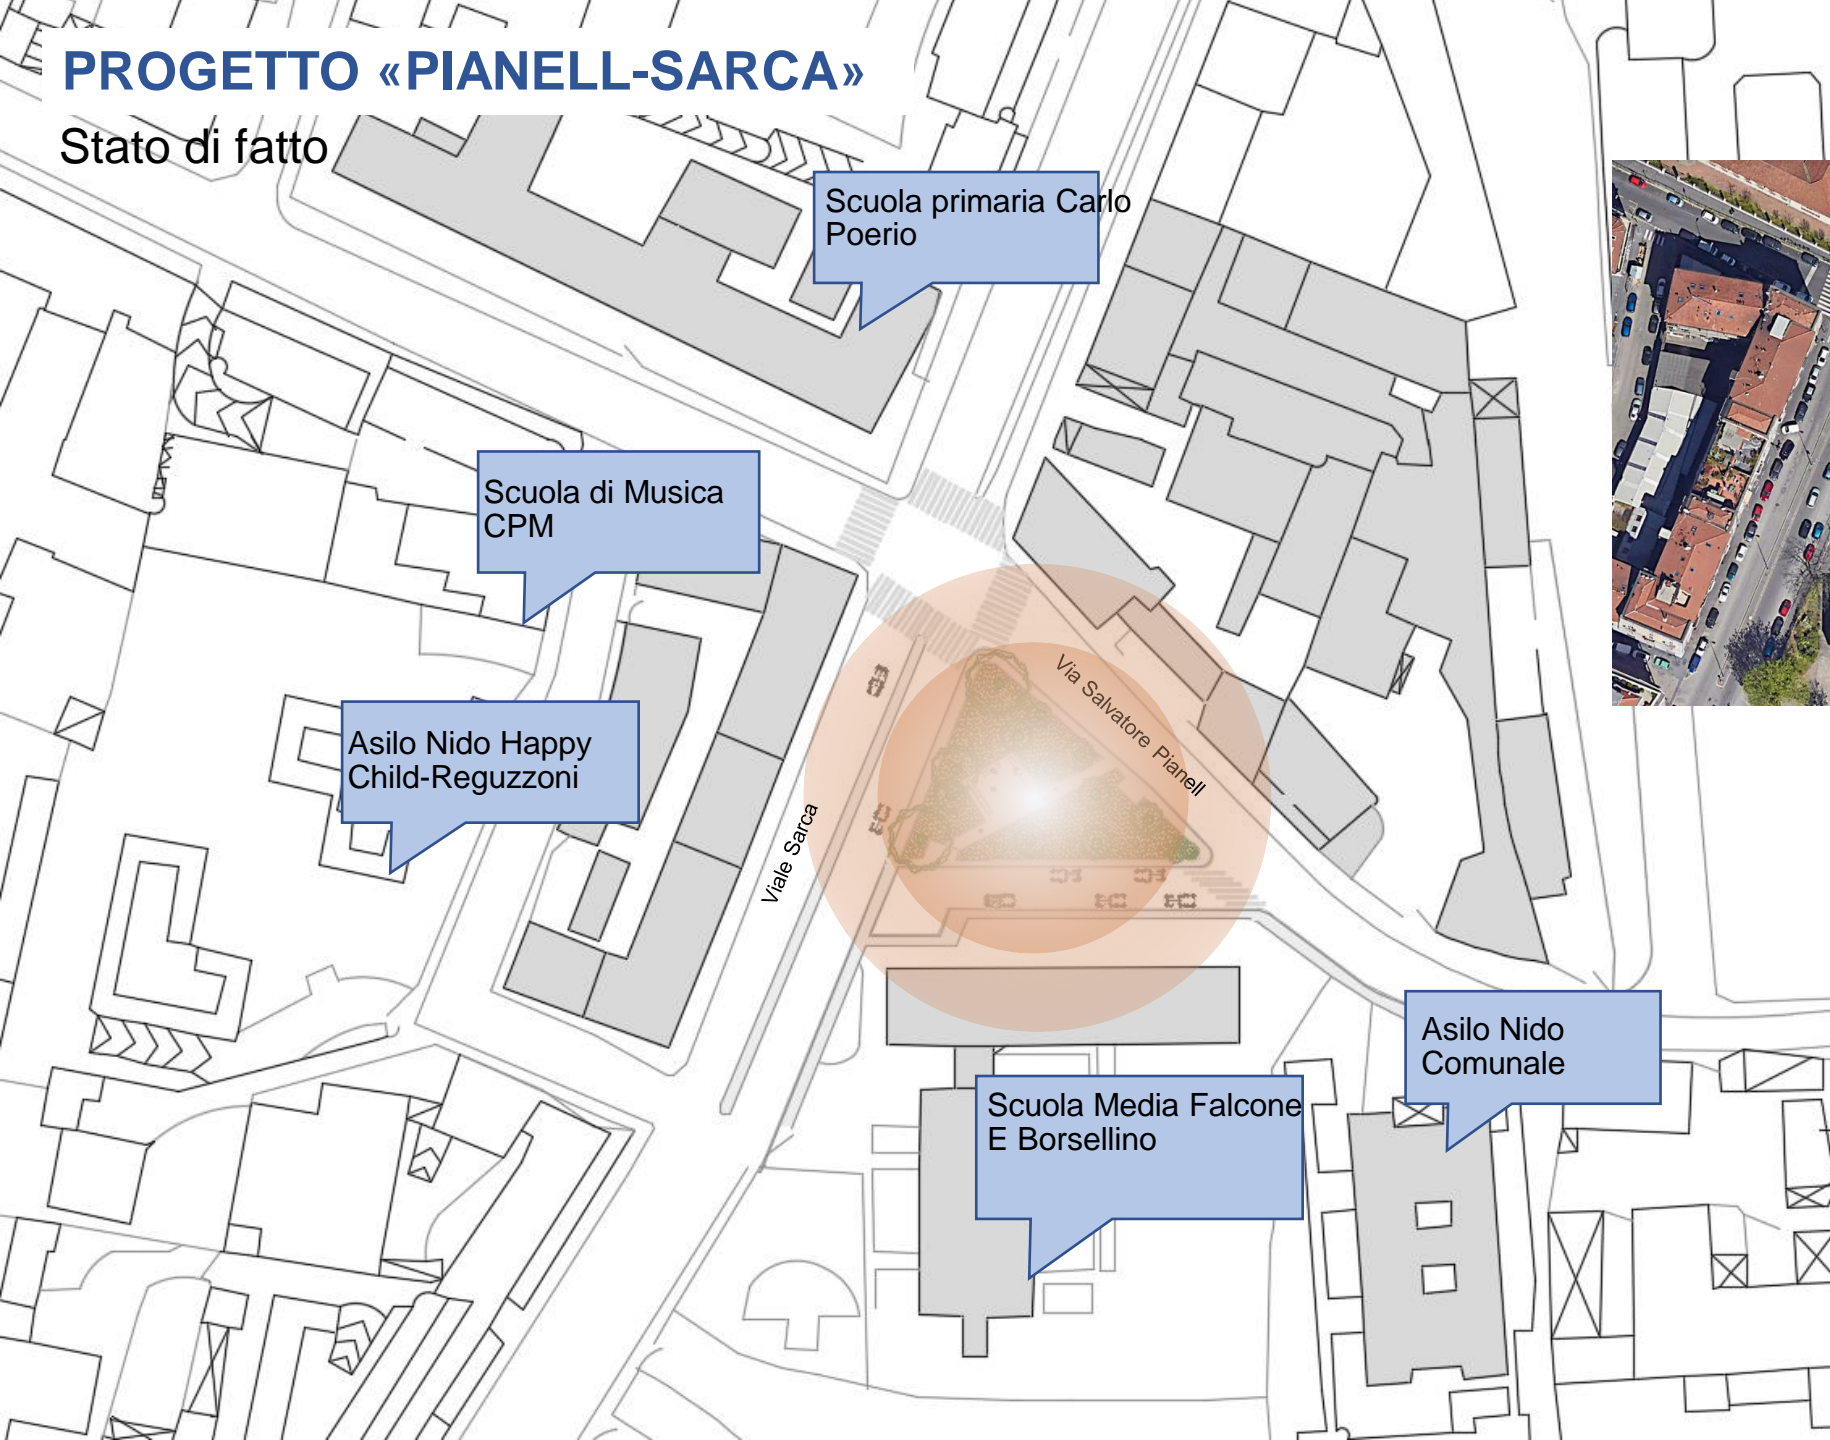 PROGETTO «PIANELL-SARCA»
Stato di fatto
Scuola primaria Carlo
Poerio
Scuola di Musica
CPM
Asilo Nido Happy
Child-Reguzzoni
Via Salvatore Pianell
Viale Sarca
Asilo Nido
Comunale
Scuola Media Falcone
E Borsellino